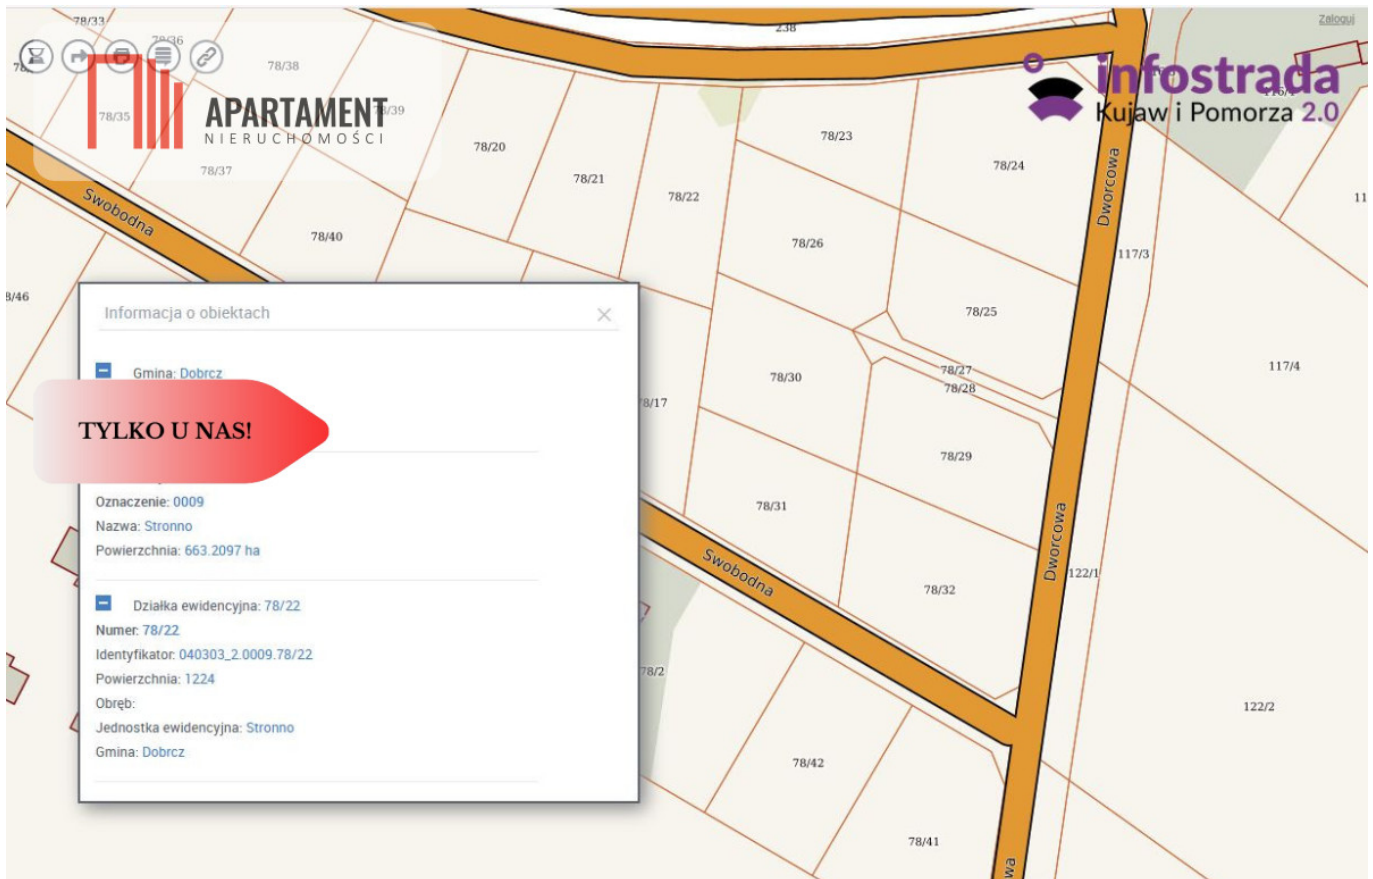 78/33
238
Zaloguj
78/36
78/38
infostrada
Kujaw i Pomorza 2.0
116/1
APARTAMENT
NIERUCHOMOŚCI
78/39
78/35
78/37
78/20
78/21
78/22
78/23
78/24
Dworcowa
Swobodna
78/40
78/26
117/3
8/46
Informacja o obiektach
78/25
Gmina: Dobrcz
78/30
78/27
78/28
117/4
78/17
TYLKO U NAS!
78/29
Oznaczenie: 0009
Nazwa: Stronno
Powierzchnia: 663.2097 ha
78/31
Dworcowa
Swobodna
122/1
78/32
Działka ewidencyjna: 78/22
Numer: 78/22
Identyfikator: 040303_2.0009.78/22
Powierzchnia: 1224
Obręb:
Jednostka ewidencyjna: Stronno
Gmina: Dobrcz
78/2
122/2
78/42
78/41
wa